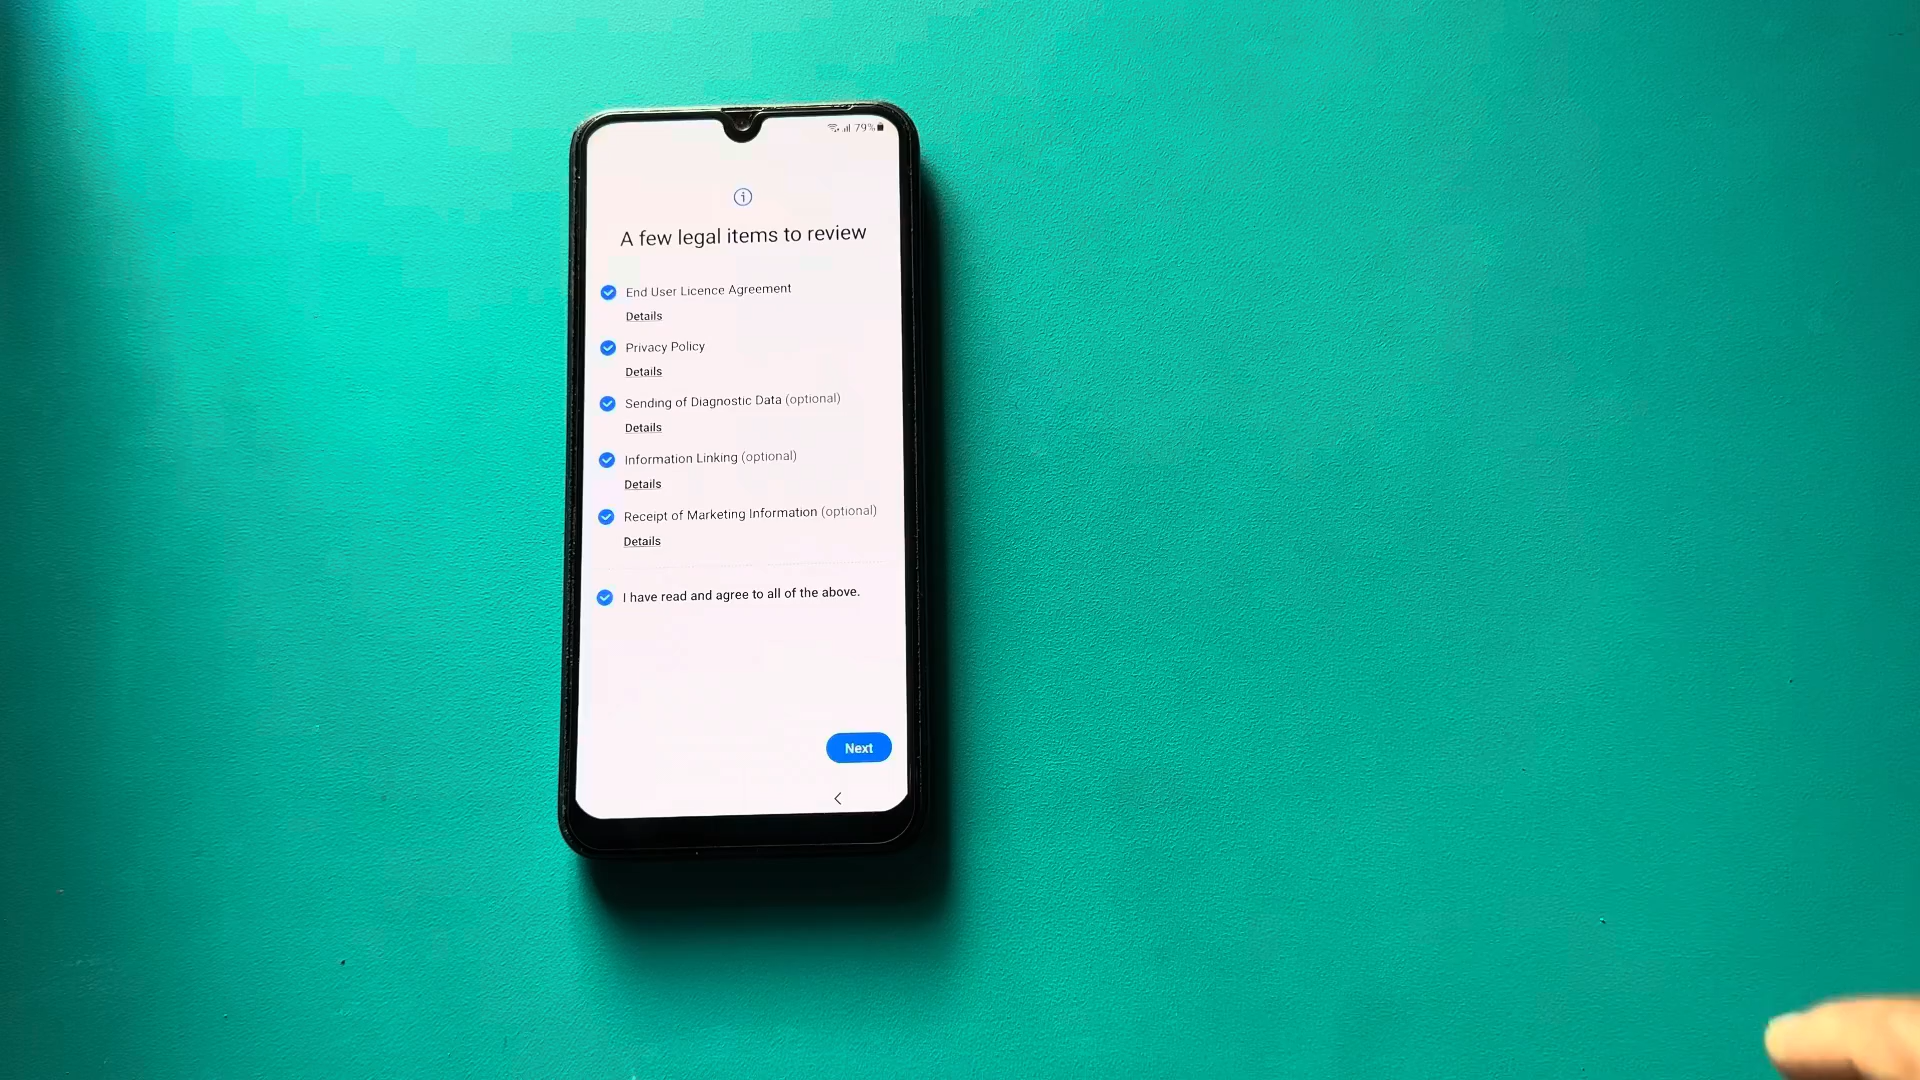 79%
A few legal items to review
End User Licence Agreement
Details
Privacy Policy
Details
Sending of Diagnostic Data (optional)
Details
Information Linking (optional)
Details
Receipt of Marketing Information (optional)
Details
I have read and agree to all of the above.
Next